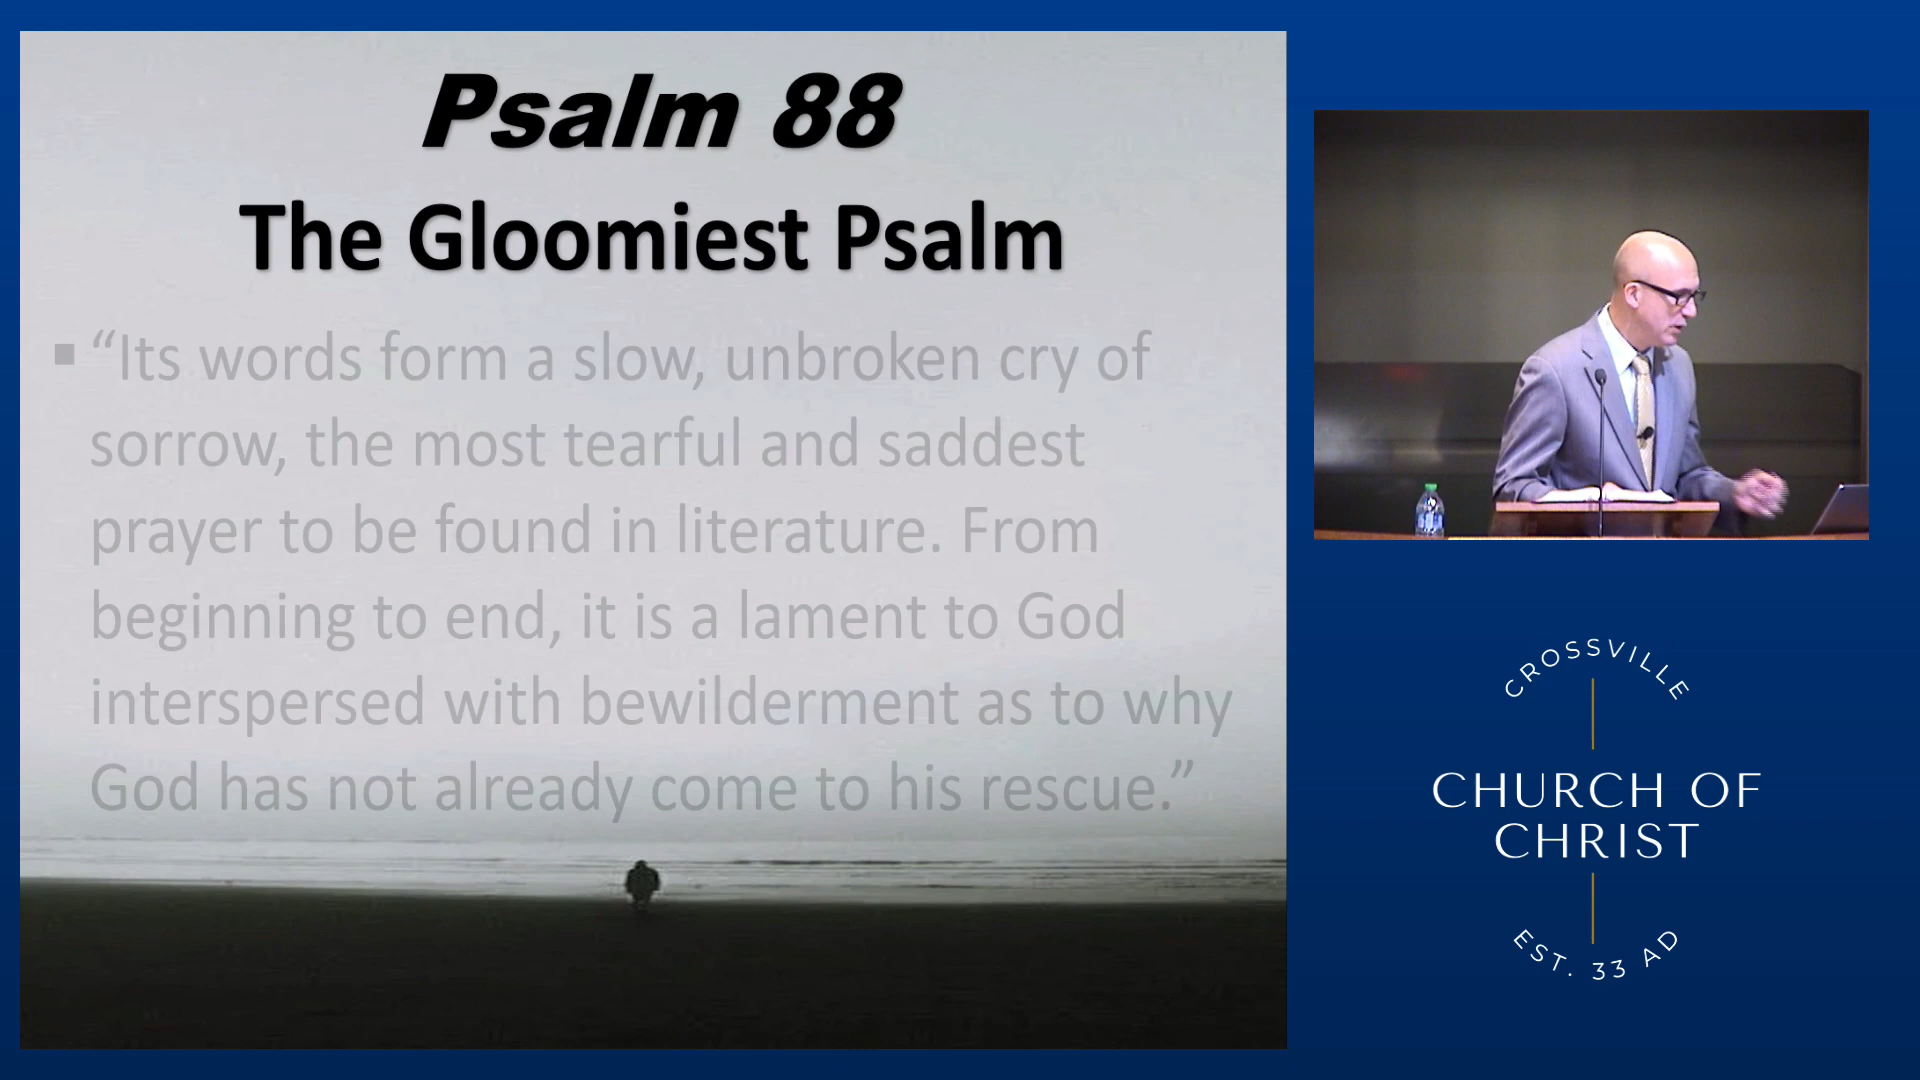 Psalm 88
The Gloomiest Psalm
▪ “Its words form a slow, unbroken cry of
sorrow, the most tearful and saddest
prayer to be found in literature. From
beginning to end, it is a lament to God
interspersed with bewilderment as to why
God has not already come to his rescue.”
CROSSVILLE
CHURCH OF
CHRIST
EST. 33 AD